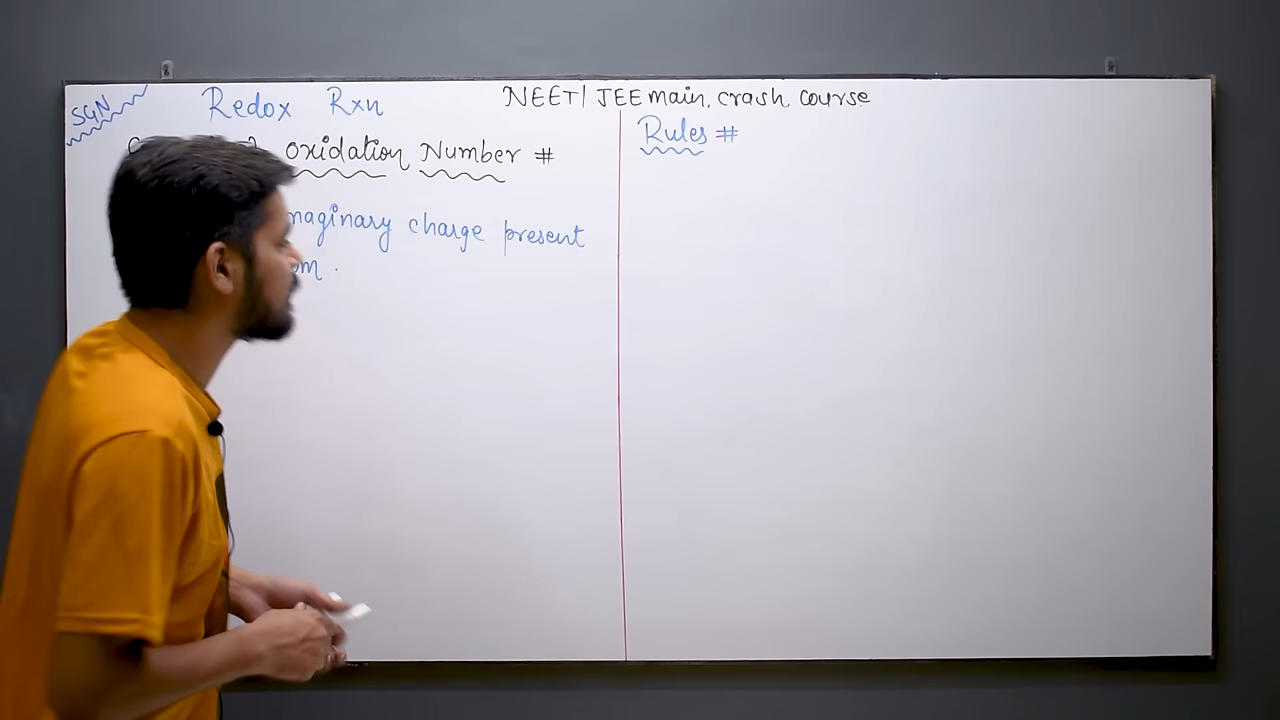 SGN
Redox Rxn
NEET/ JEE main, crash course
oxidation Number #
imaginary charge present
Rules #